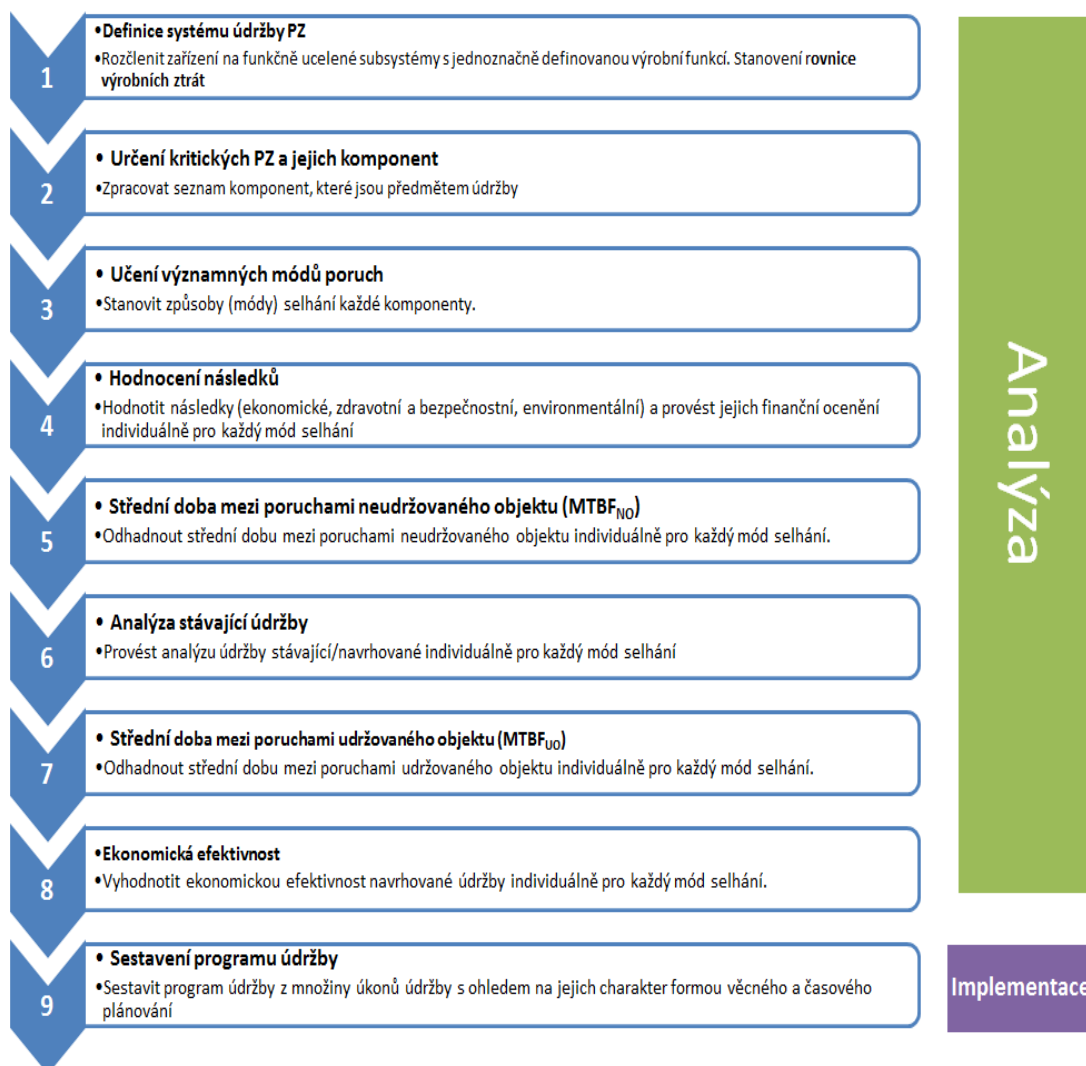 1
•Definice systému údržby PZ
•Rozčlenit zařízení na funkčně ucelené subsystémy s jednoznačně definovanou výrobní funkcí. Stanovení rovnice
výrobních ztrát
2
• Určení kritických PZ a jejich komponent
•Zpracovat seznam komponent, které jsou předmětem údržby
3
• Učení významných módů poruch
•Stanovit způsoby (módy) selhání každé komponenty.
4
• Hodnocení následků
•Hodnotit následky (ekonomické, zdravotní a bezpečnostní, environmentální) a provést jejich finanční ocenění
individuálně pro každý mód selhání
5
• Střední doba mezi poruchami neudržovaného objektu (MTBFNO)
•Odhadnout střední dobu mezi poruchami neudržovaného objektu individuálně pro každý mód selhání.
6
• Analýza stávající údržby
•Provést analýzu údržby stávající/navrhované individuálně pro každý mód selhání
7
• Střední doba mezi poruchami udržovaného objektu (MTBFUO)
•Odhadnout střední dobu mezi poruchami udržovaného objektu individuálně pro každý mód selhání.
8
•Ekonomická efektivnost
•Vyhodnotit ekonomickou efektivnost navrhované údržby individuálně pro každý mód selhání.
9
• Sestavení programu údržby
•Sestavit program údržby z množiny úkonů údržby s ohledem na jejich charakter formou věcného a časového
plánování
Analýza
Implementace